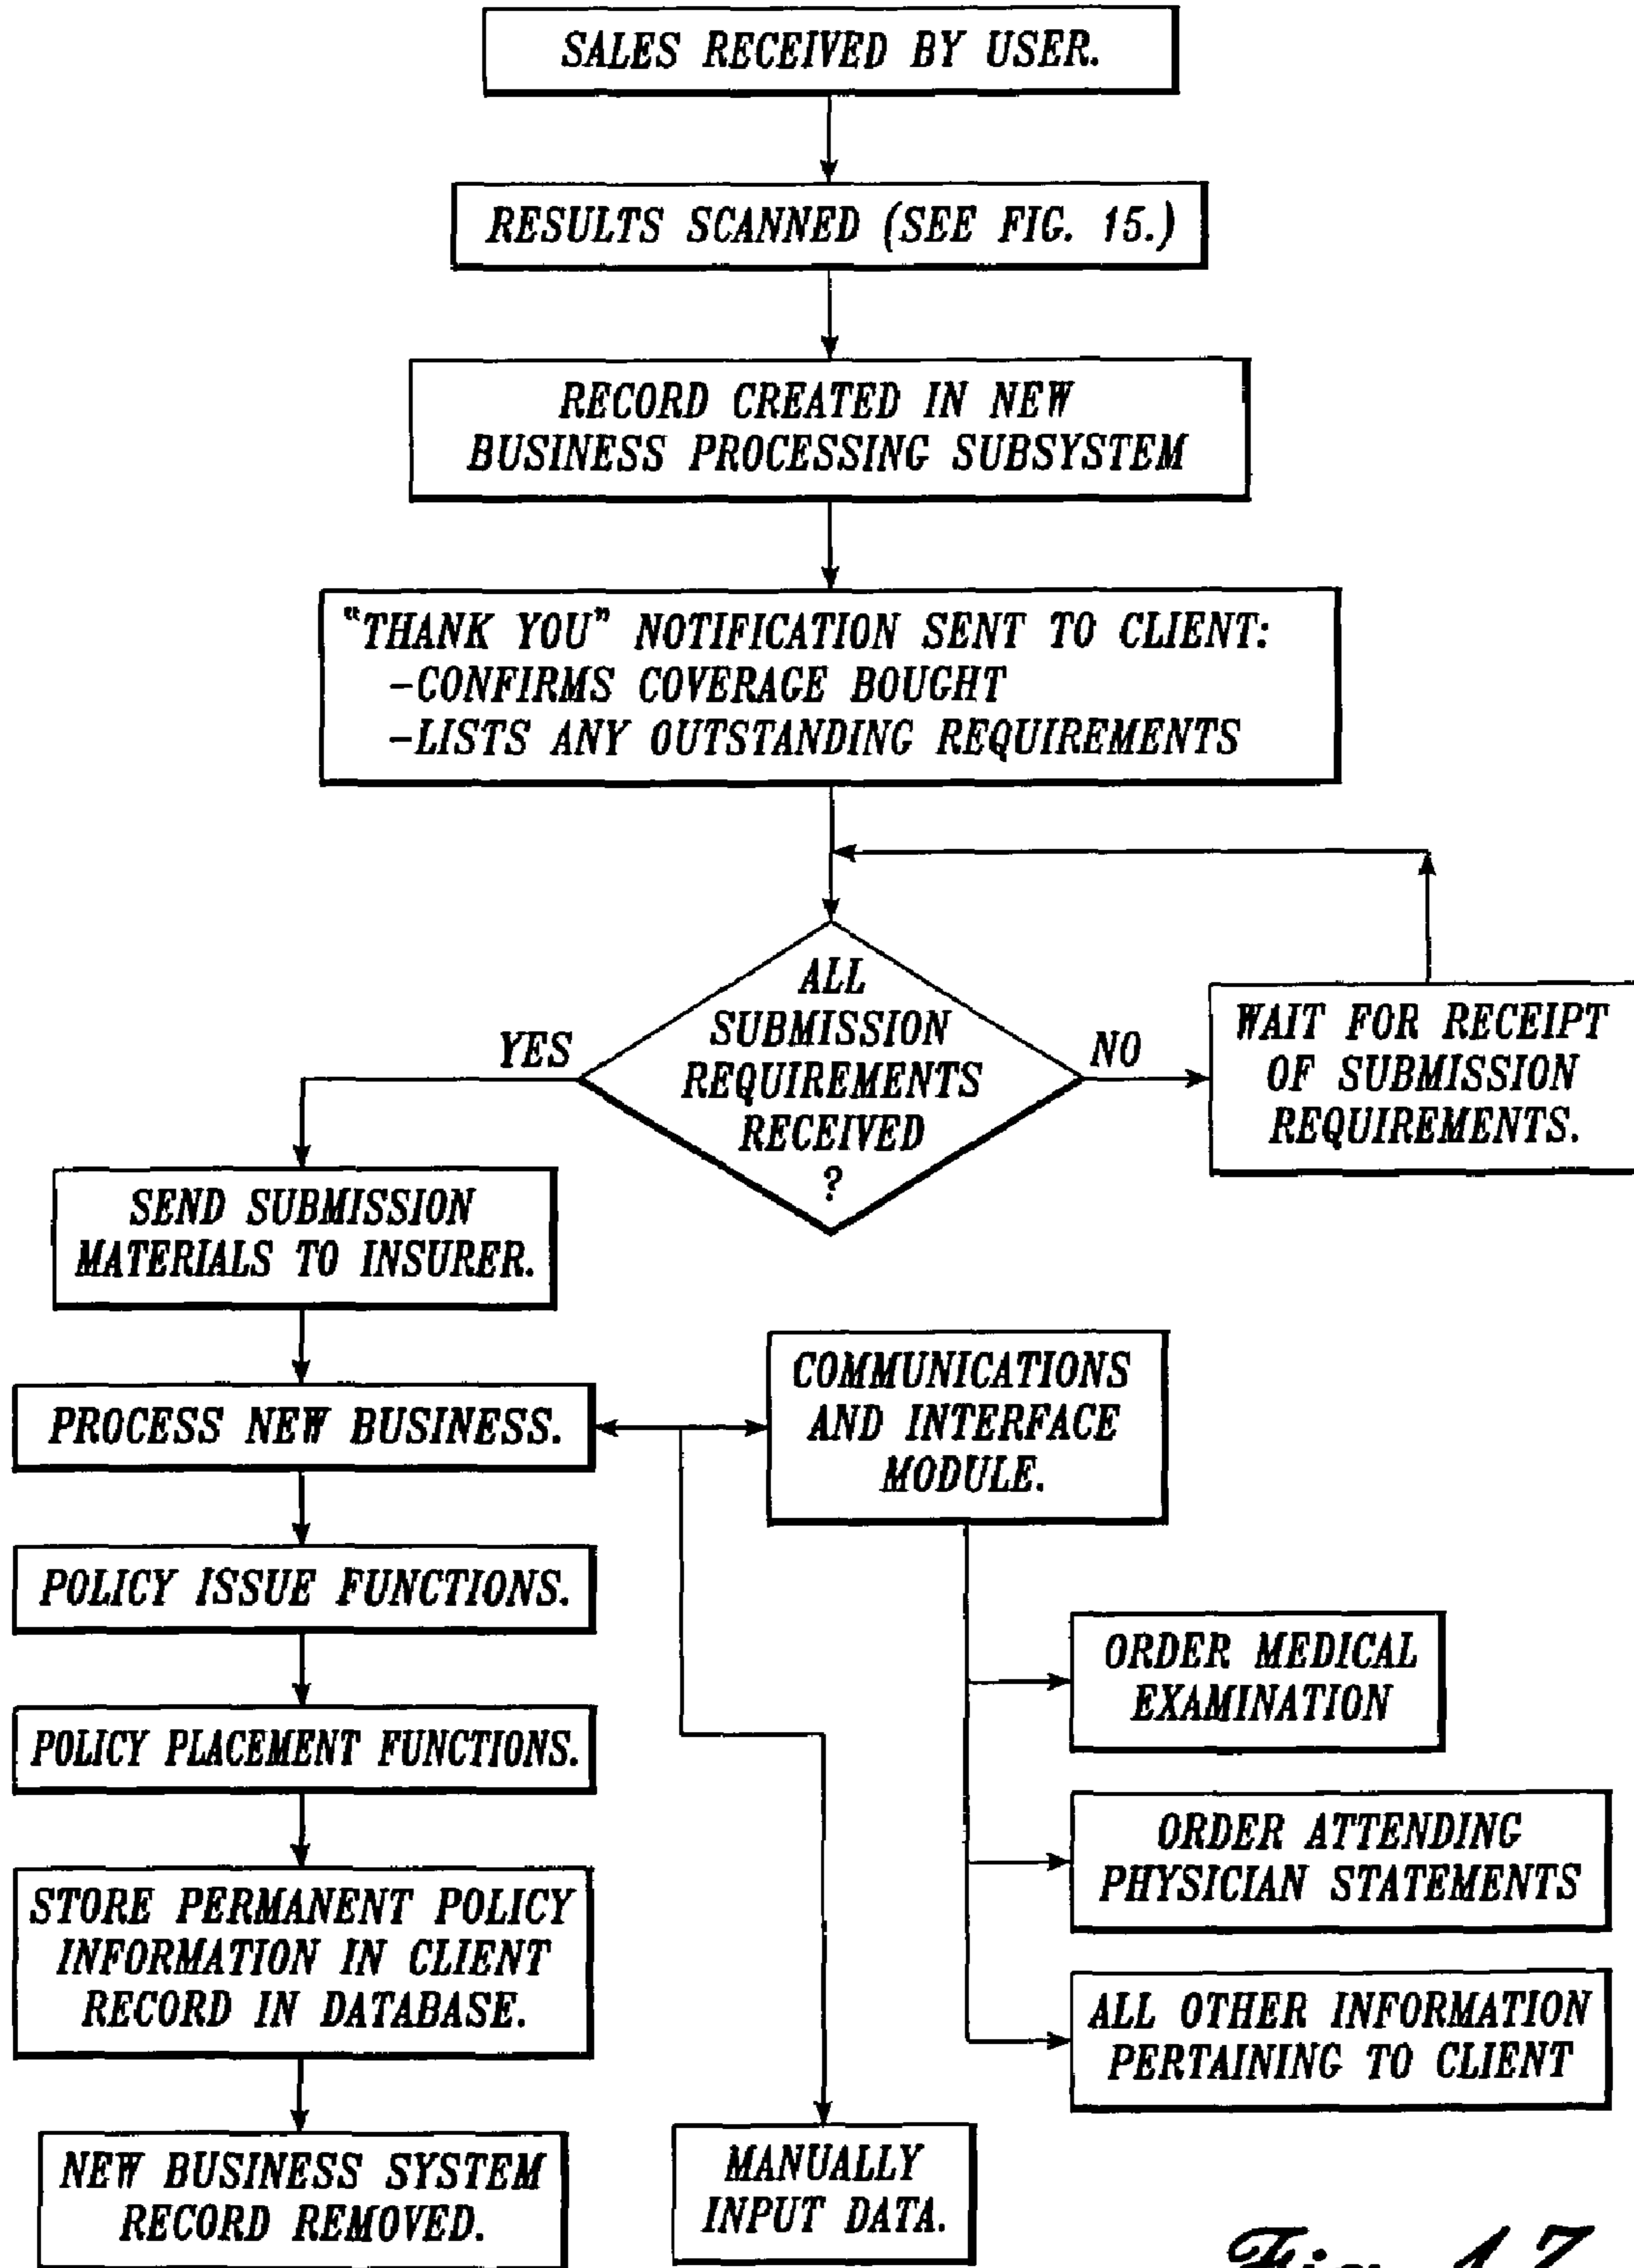 SALES RECEIVED BY USER.
RESULTS SCANNED (SEE FIG. 15.)
RECORD CREATED IN NEW
BUSINESS PROCESSING SUBSYSTEM
"THANK YOU" NOTIFICATION SENT TO CLIENT:
-CONFIRMS COVERAGE BOUGHT
-LISTS ANY OUTSTANDING REQUIREMENTS
ALL
SUBMISSION
REQUIREMENTS
RECEIVED
?
YES
NO
WAIT FOR RECEIPT
OF SUBMISSION
REQUIREMENTS.
SEND SUBMISSION
MATERIALS TO INSURER.
PROCESS NEW BUSINESS.
COMMUNICATIONS
AND INTERFACE
MODULE.
POLICY ISSUE FUNCTIONS.
POLICY PLACEMENT FUNCTIONS.
STORE PERMANENT POLICY
INFORMATION IN CLIENT
RECORD IN DATABASE.
NEW BUSINESS SYSTEM
RECORD REMOVED.
MANUALLY
INPUT DATA.
ORDER MEDICAL
EXAMINATION
ORDER ATTENDING
PHYSICIAN STATEMENTS
ALL OTHER INFORMATION
PERTAINING TO CLIENT
Fig. 17